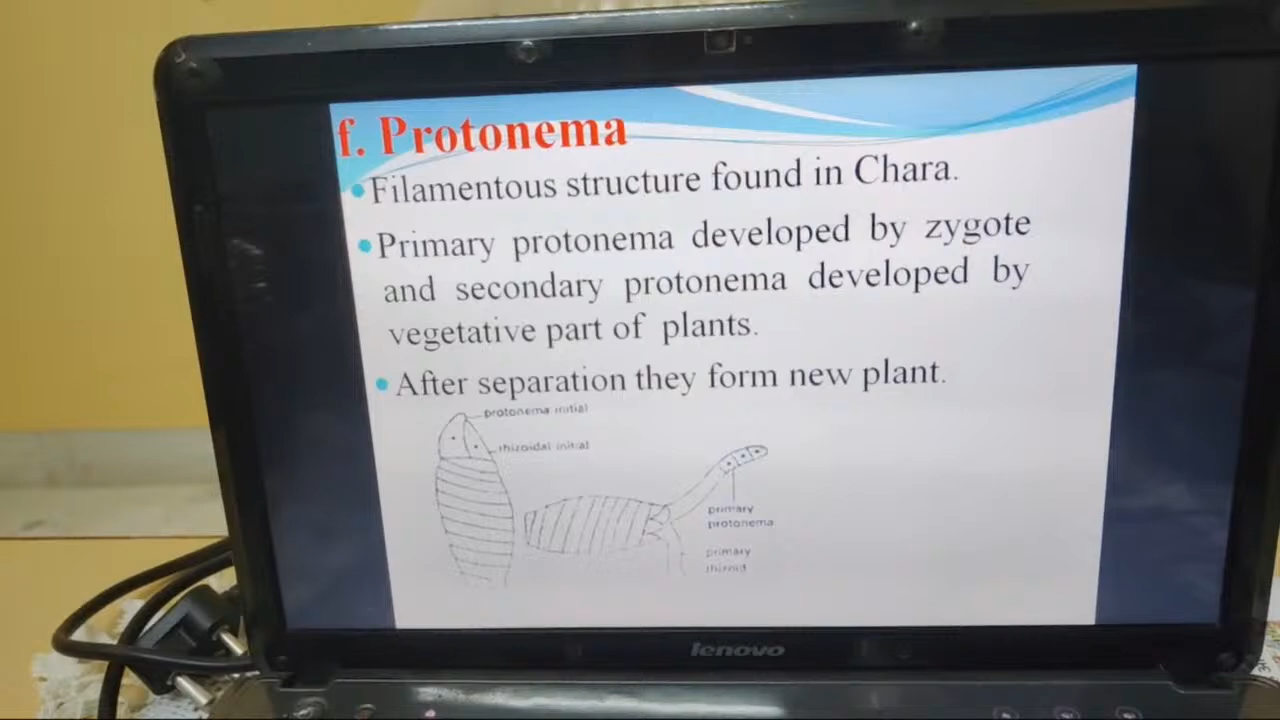 f. Protonema
Filamentous structure found in Chara.
Primary protonema developed by zygote
and secondary protonema developed by
vegetative part of plants.
After separation they form new plant.
protonema initial
rhizoidal initial
primary
protonema
primary
lenovo